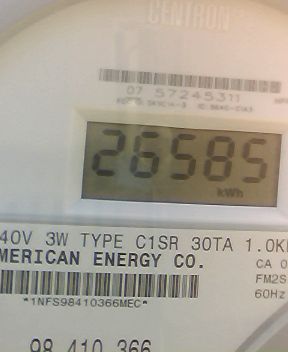 CENTRON
07 57245311
26585
kWh
40V 3W TYPE C1SR 30TA 1.0K
MERICAN ENERGY CO.
CA 0
FM2S
*1NFS98410366MEC*
60Hz
98 410 366